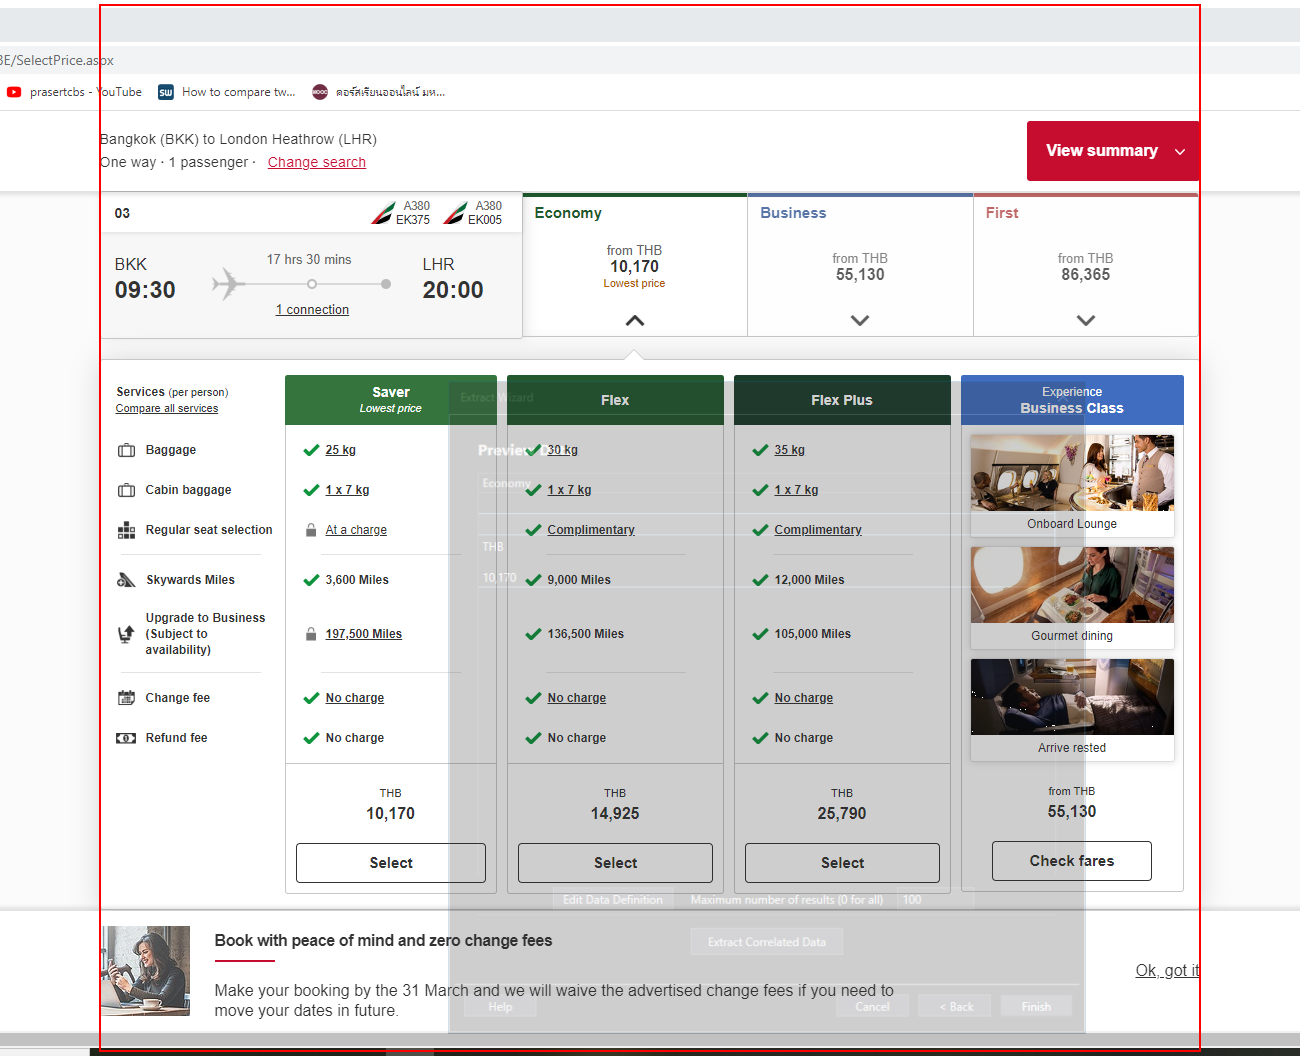 3E/SelectPrice.aspx
prasertcbs - YouTube
How to compare tw...
MOOC
คอร์สเรียนออนไลน์ มห...
Bangkok (BKK) to London Heathrow (LHR)
One way · 1 passenger · Change search
View summary
03
A380
EK375
A380
EK005
BKK
09:30
17 hrs 30 mins
1 connection
LHR
20:00
Economy
from THB
10,170
Lowest price
Business
from THB
55,130
First
from THB
86,365
Services (per person)
Compare all services
Saver
Lowest price
Flex
Flex Plus
Experience
Business Class
Extract Wizard
Preview D
Economy
THB
10,170
Baggage
25 kg
30 kg
35 kg
Cabin baggage
1 x 7 kg
1 x 7 kg
1 x 7 kg
Regular seat selection
At a charge
Complimentary
Complimentary
Onboard Lounge
Skywards Miles
3,600 Miles
9,000 Miles
12,000 Miles
Upgrade to Business
(Subject to
availability)
197,500 Miles
136,500 Miles
105,000 Miles
Gourmet dining
Change fee
No charge
No charge
No charge
Refund fee
No charge
No charge
No charge
Arrive rested
THB
10,170
THB
14,925
THB
25,790
from THB
55,130
Select
Select
Select
Check fares
Edit Data Definition
Maximum number of results (0 for all)
100
Extract Correlated Data
Book with peace of mind and zero change fees
Make your booking by the 31 March and we will waive the advertised change fees if you need to
move your dates in future.
Ok, got it
Help
Cancel
< Back
Finish